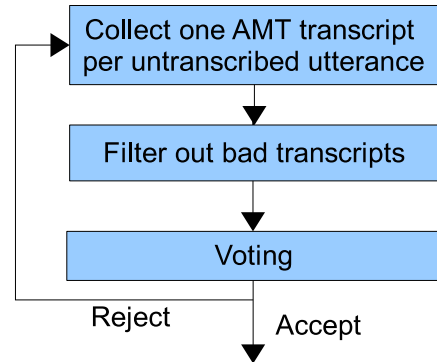 Collect one AMT transcript
per untranscribed utterance
Filter out bad transcripts
Voting
Reject
Accept